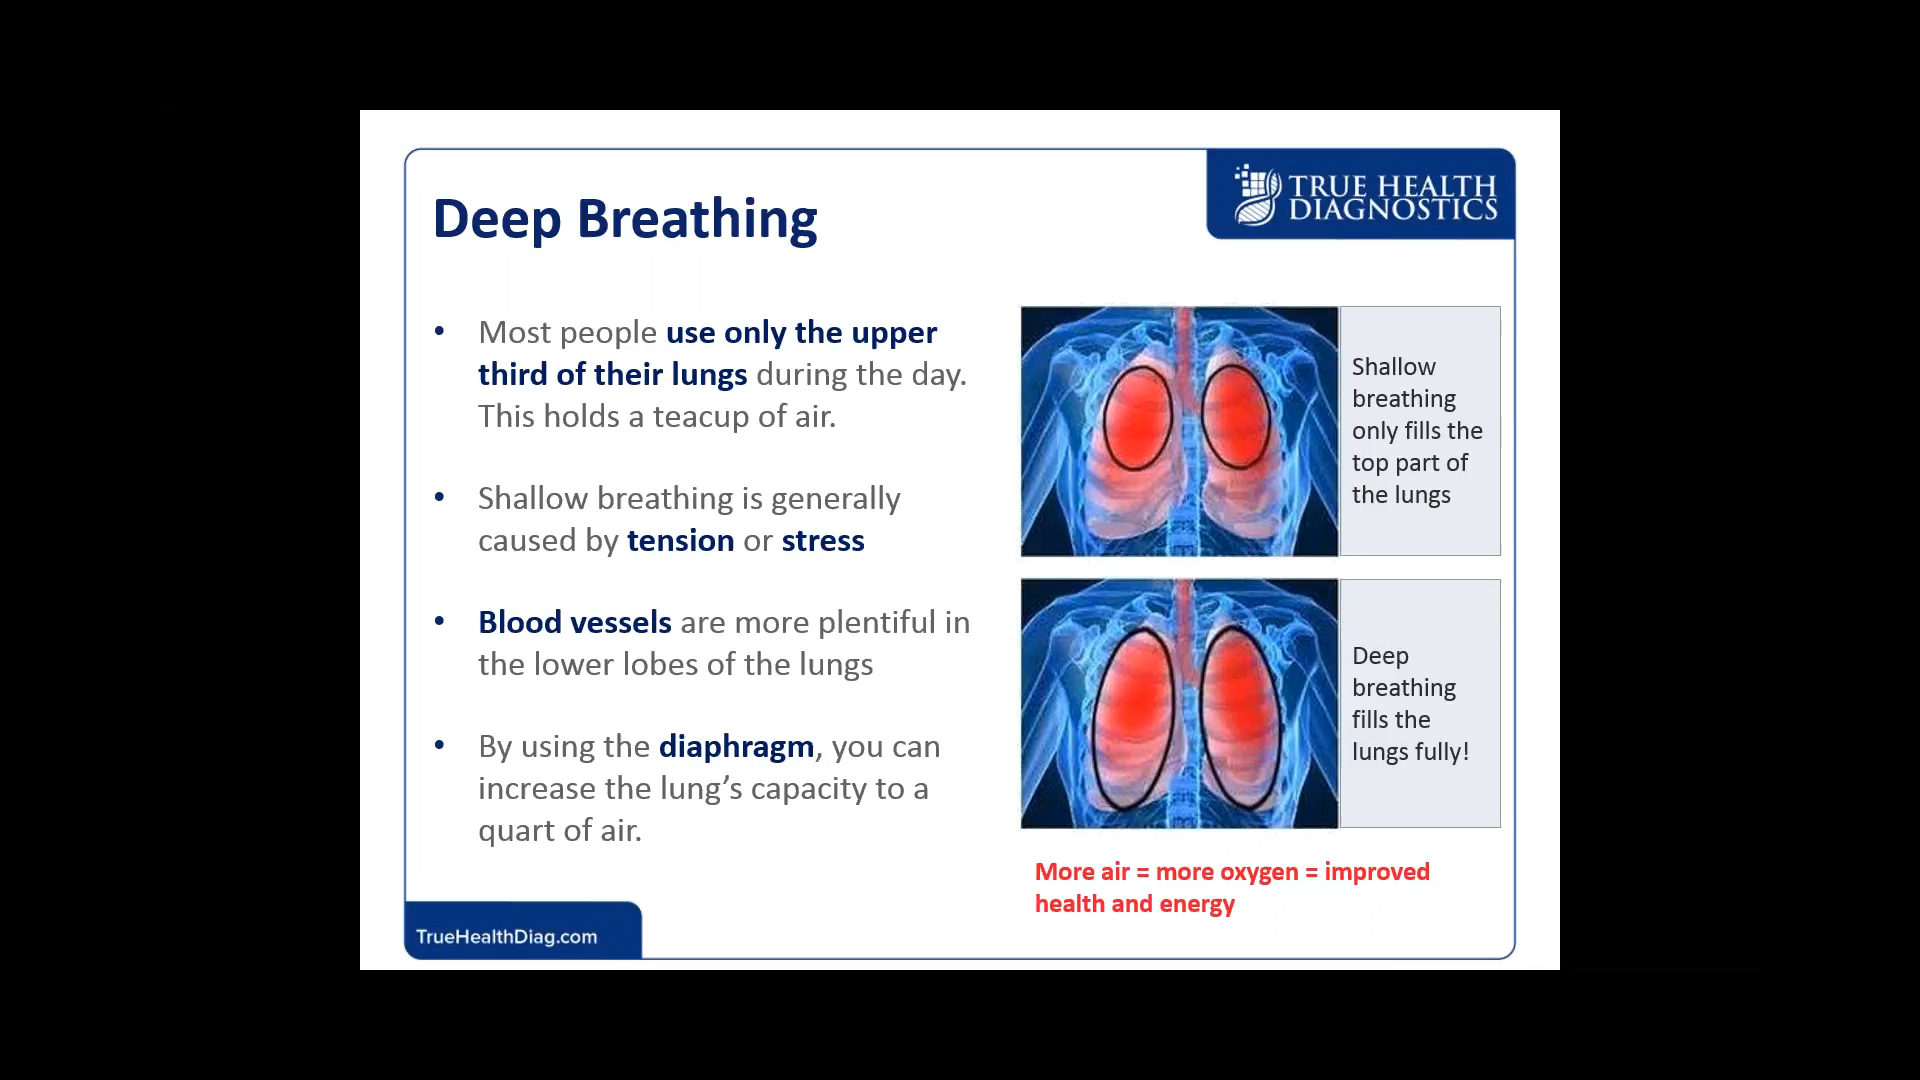 TRUE HEALTH
DIAGNOSTICS
Deep Breathing
• Most people use only the upper
third of their lungs during the day.
This holds a teacup of air.
• Shallow breathing is generally
caused by tension or stress
• Blood vessels are more plentiful in
the lower lobes of the lungs
• By using the diaphragm, you can
increase the lung’s capacity to a
quart of air.
Shallow
breathing
only fills the
top part of
the lungs
Deep
breathing
fills the
lungs fully!
More air = more oxygen = improved
health and energy
TrueHealthDiag.com